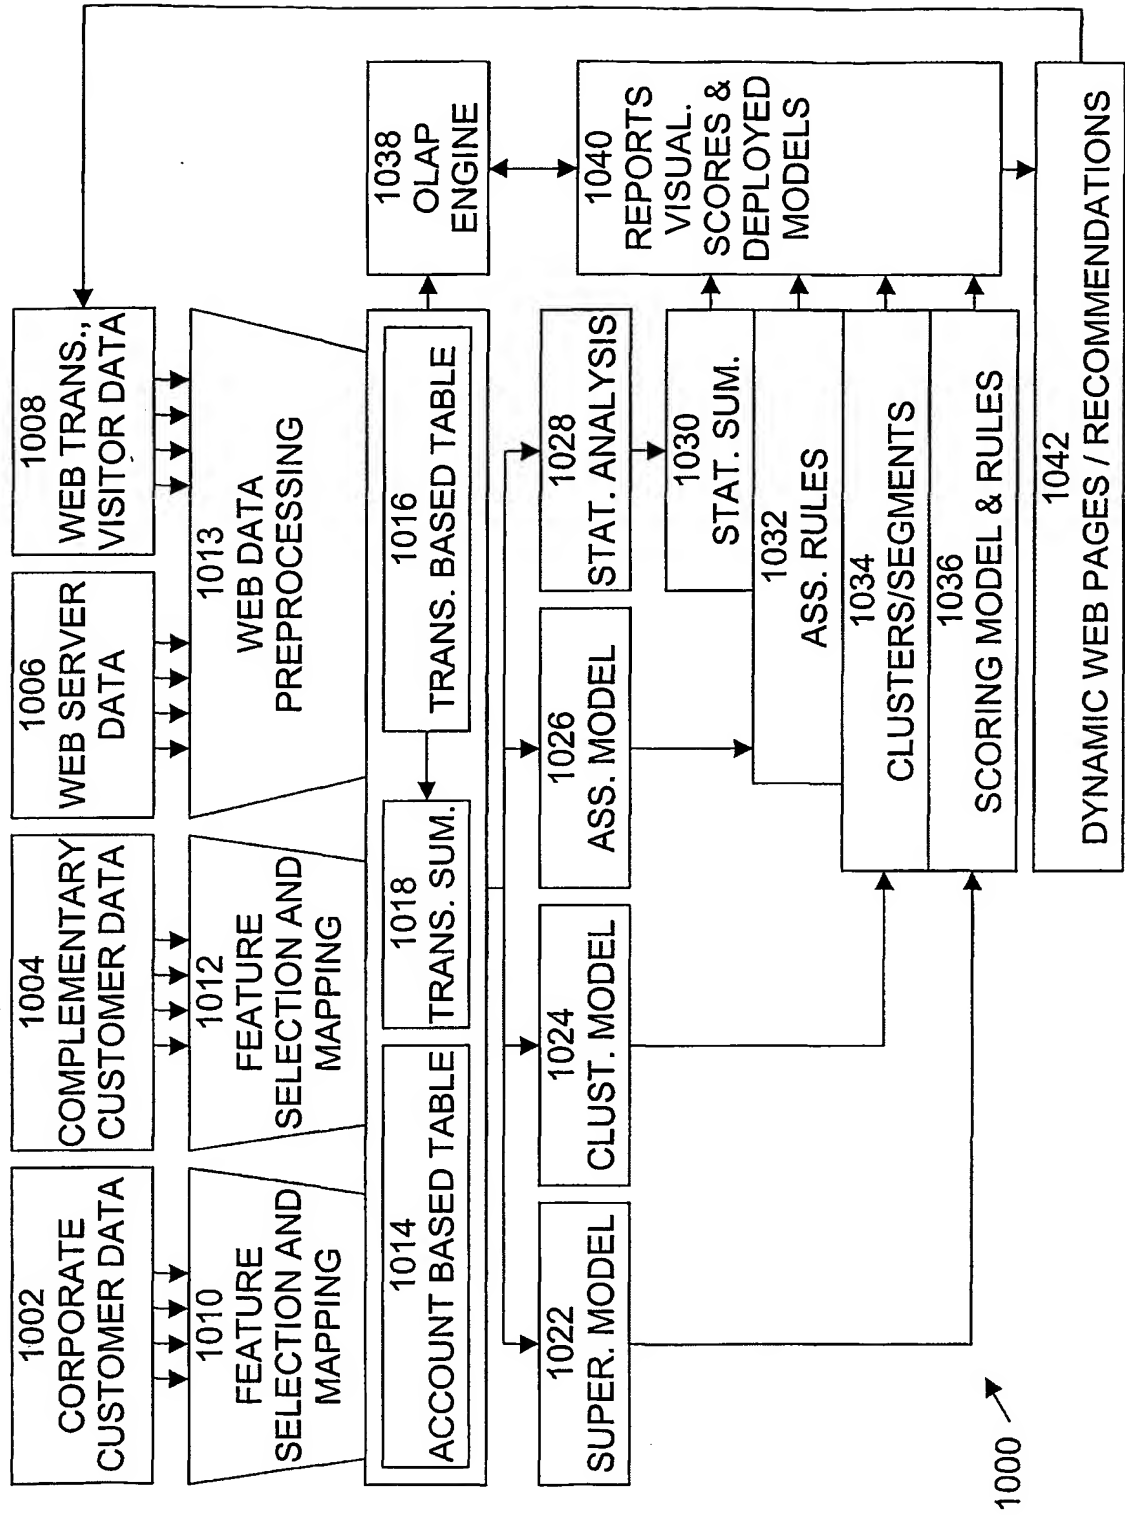 1002
CORPORATE
CUSTOMER DATA
1004
COMPLEMENTARY
CUSTOMER DATA
1006
WEB SERVER
DATA
1008
WEB TRANS.,
VISITOR DATA
1010
FEATURE
SELECTION AND
MAPPING
1012
FEATURE
SELECTION AND
MAPPING
1013
WEB DATA
PREPROCESSING
1014
ACCOUNT BASED TABLE
1018
TRANS. SUM.
1016
TRANS. BASED TABLE
1038
OLAP
ENGINE
1022
SUPER. MODEL
1024
CLUST. MODEL
1026
ASS. MODEL
1028
STAT. ANALYSIS
1030
STAT. SUM.
1032
ASS. RULES
1034
CLUSTERS/SEGMENTS
1036
SCORING MODEL & RULES
1040
REPORTS
VISUAL.
SCORES &
DEPLOYED
MODELS
1042
DYNAMIC WEB PAGES / RECOMMENDATIONS
1000